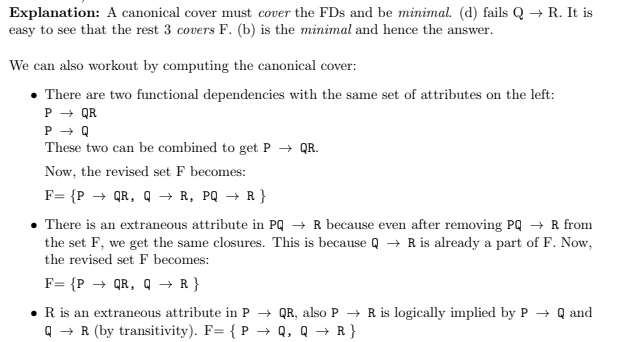 Explanation: A canonical cover must cover the FDs and be minimal. (d) fails Q → R. It is
easy to see that the rest 3 covers F. (b) is the minimal and hence the answer.
We can also workout by computing the canonical cover:
• There are two functional dependencies with the same set of attributes on the left:
P → QR
P → Q
These two can be combined to get P → QR.
Now, the revised set F becomes:
F= {P → QR, Q → R, PQ → R }
• There is an extraneous attribute in PQ → R because even after removing PQ → R from
the set F, we get the same closures. This is because Q → R is already a part of F. Now,
the revised set F becomes:
F= {P → QR, Q → R }
• R is an extraneous attribute in P → QR, also P → R is logically implied by P → Q and
Q → R (by transitivity). F= { P → Q, Q → R }